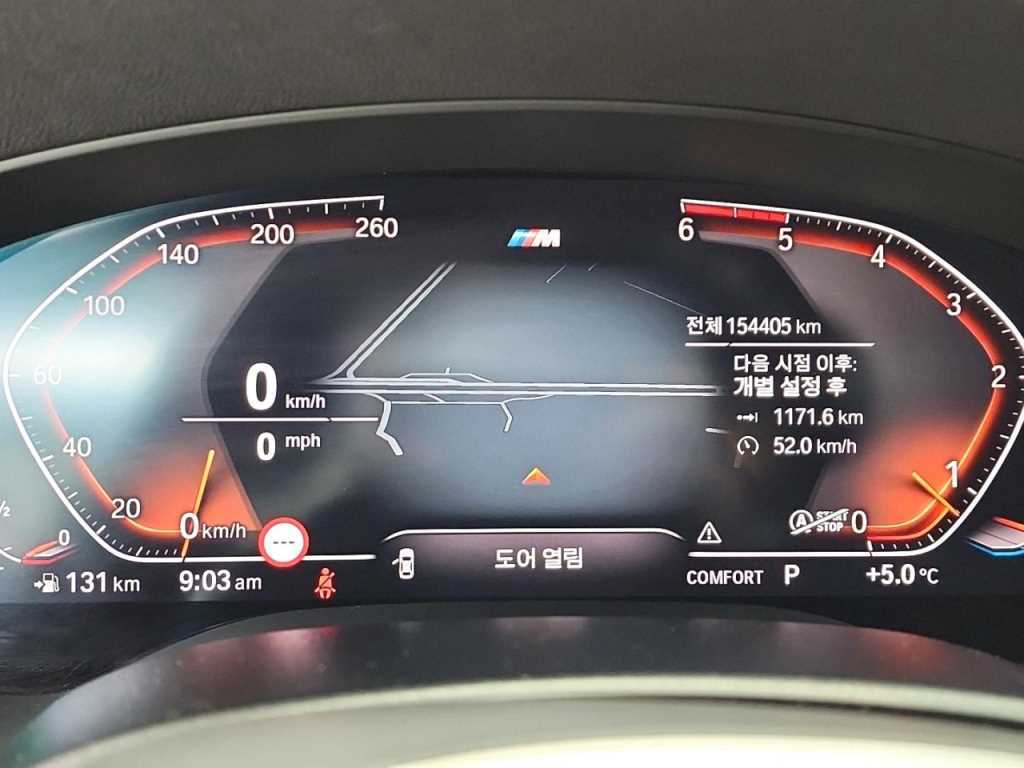 260
200
140
100
60
40
20
0 km/h
0 km/h
0 mph
½
0
M
6
5
4
3
2
1
0
전체 154405 km
다음 시점 이후:
개별 설정 후
1171.6 km
52.0 km/h
A START
STOP
---
도어 열림
131 km
9:03 am
COMFORT P
+5.0 °C